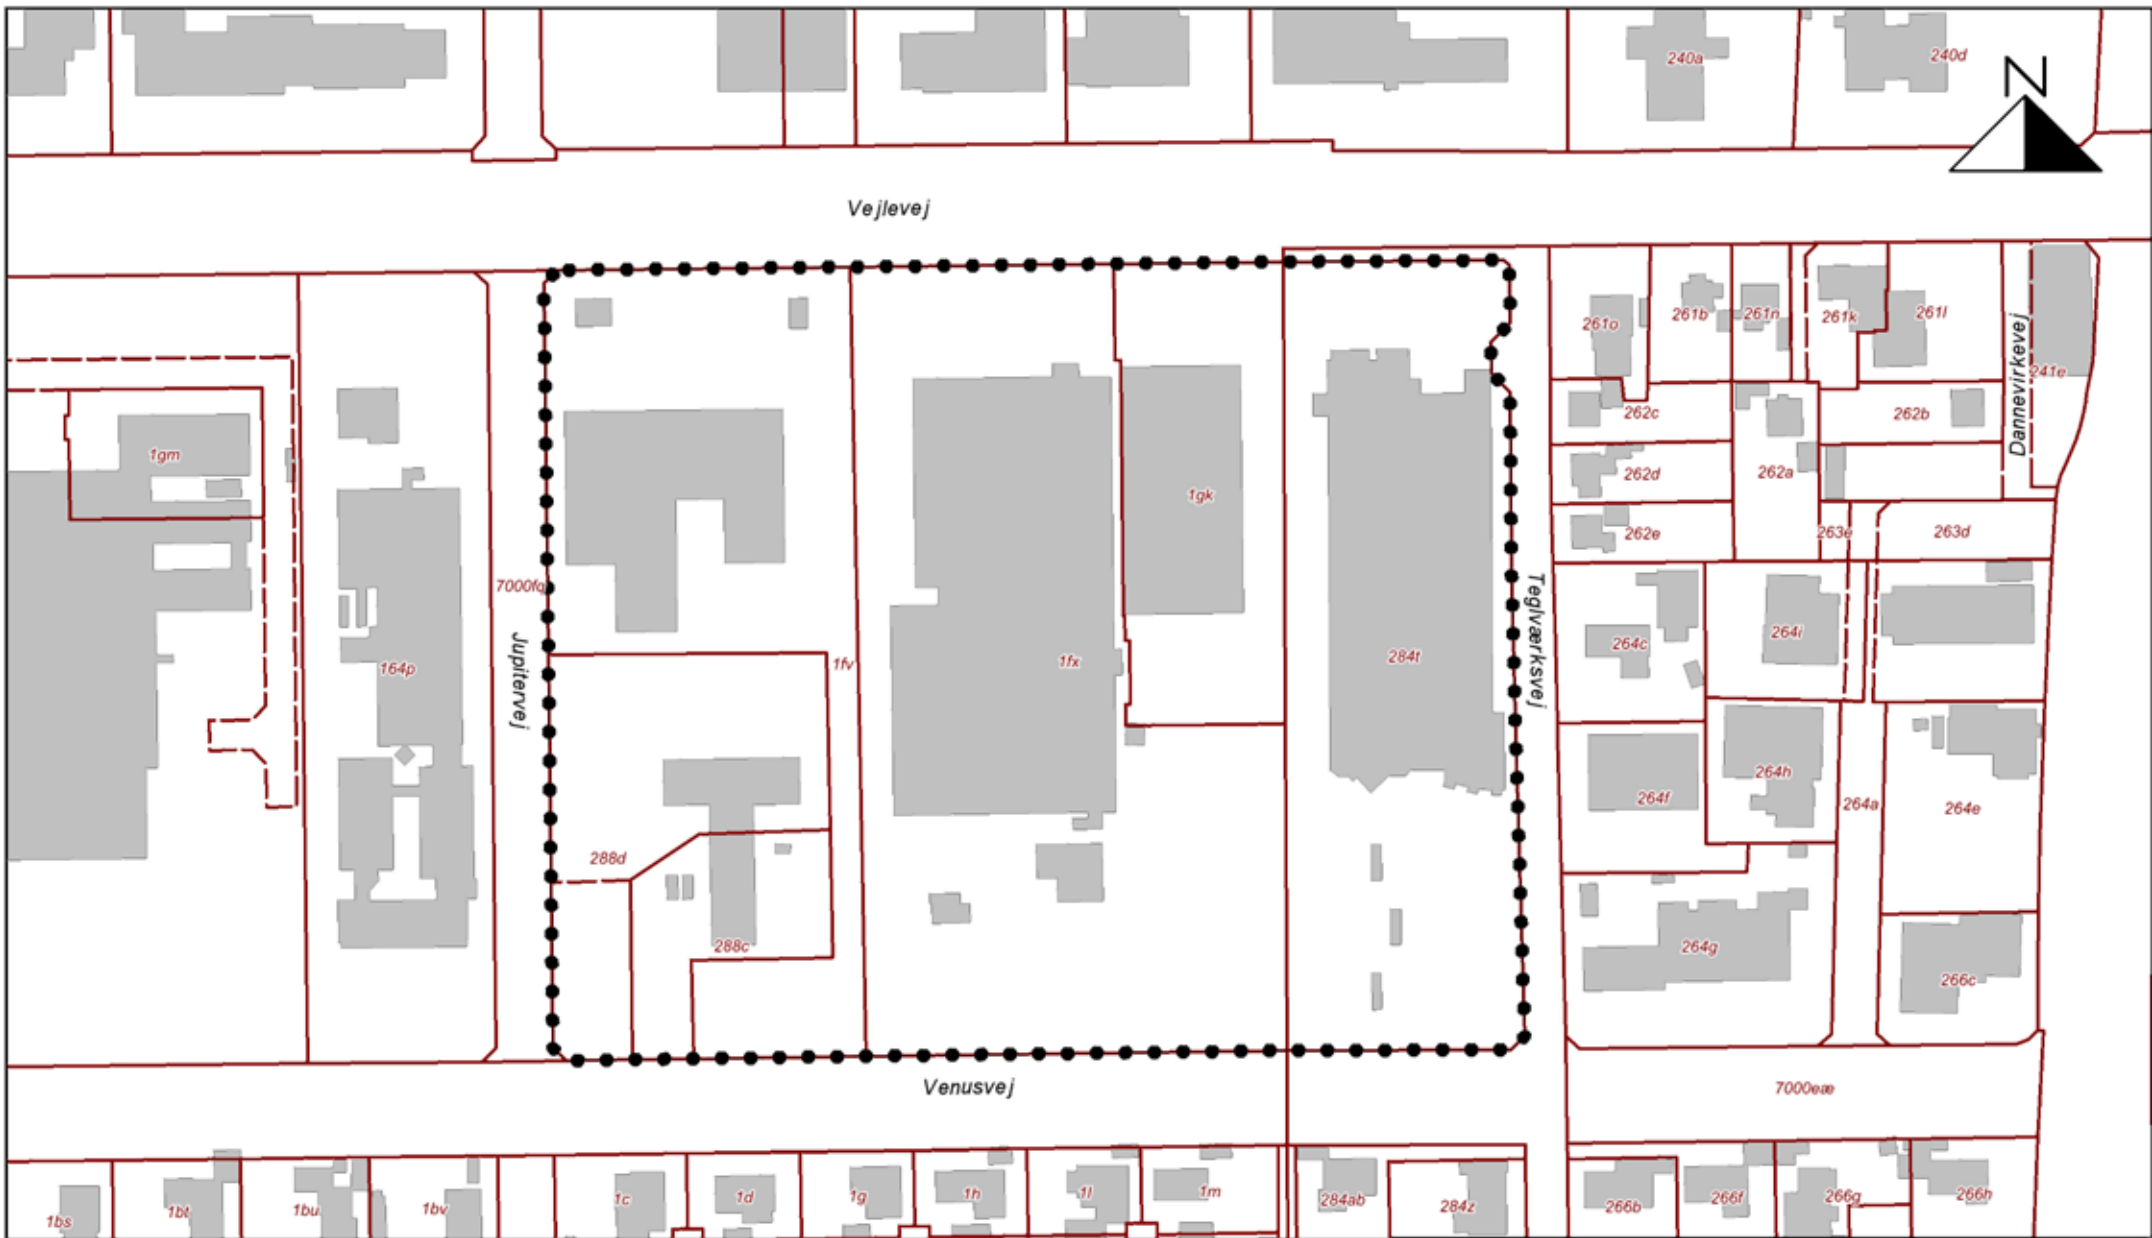 240a
240d
N
Vejlevej
261o
261b
261n
261k
261l
Dannevirkevej
241e
262c
262b
1gm
262d
262a
1gk
262e
263e
263d
7000fq
Teglværksvej
264c
264i
Jupitervej
164p
1fv
1fx
284t
264f
264h
264a
264e
288d
288c
264g
266c
Venusvej
7000eæ
1bs
1bt
1bu
1bv
1c
1d
1g
1h
1l
1m
284ab
284z
266b
266f
266g
266h